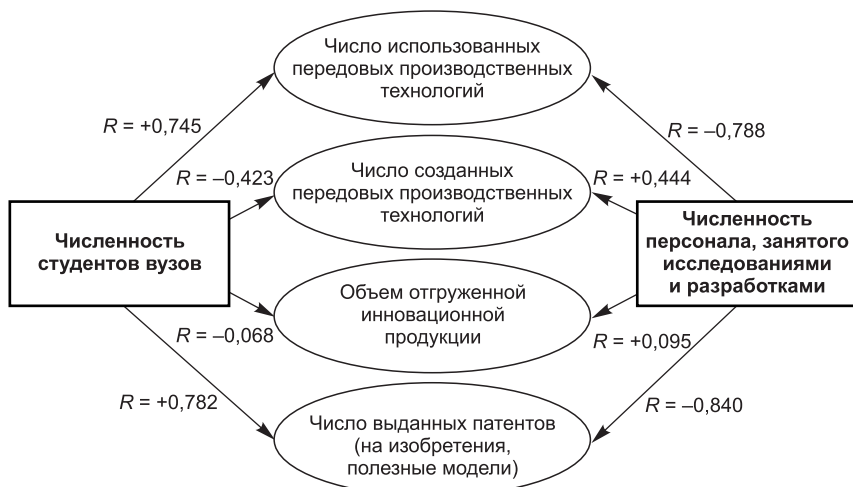 Число использованных
передовых производственных
технологий
R = +0,745
R = –0,788
Число созданных
передовых производственных
технологий
R = –0,423
R = +0,444
Численность
студентов вузов
Численность
персонала, занятого
исследованиями
и разработками
Объем отгруженной
инновационной
продукции
R = –0,068
R = +0,095
R = +0,782
R = –0,840
Число выданных патентов
(на изобретения,
полезные модели)